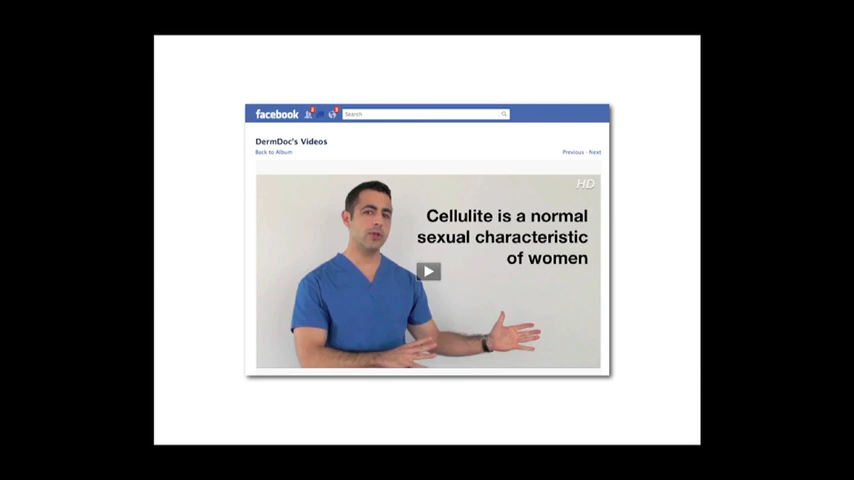 facebook
Search
DermDoc's Videos
Back to Album
Previous · Next
HD
Cellulite is a normal
sexual characteristic
of women